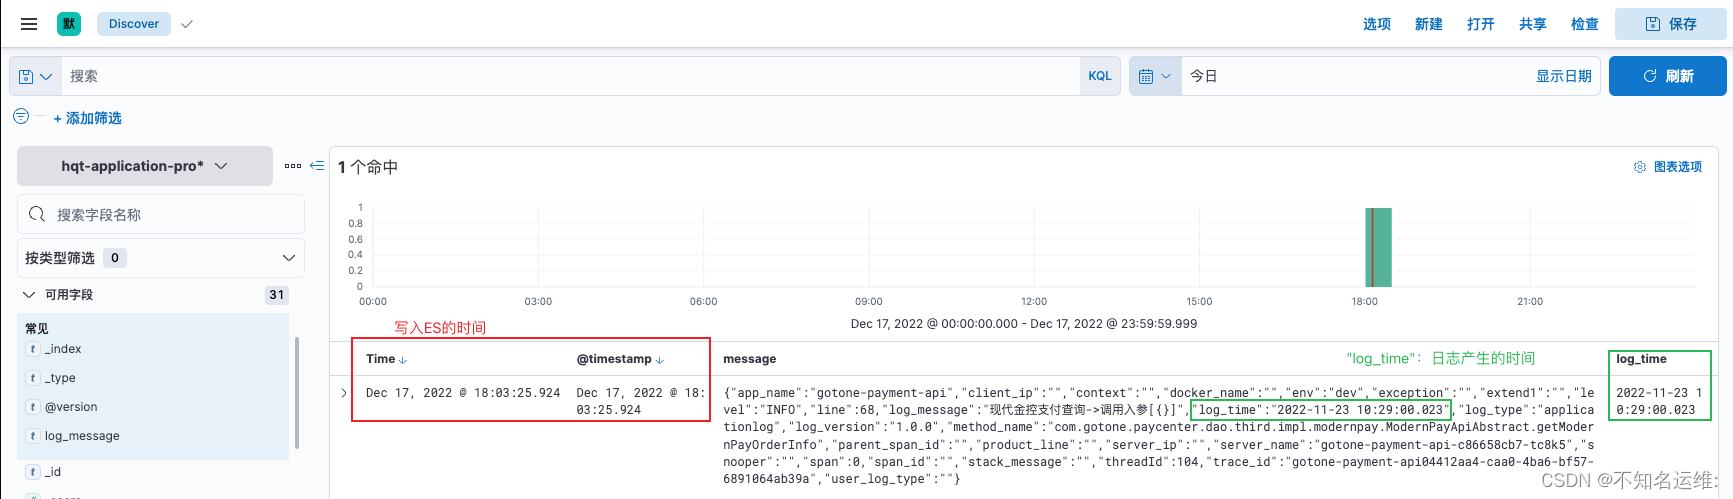 默 Discover 选项 新建 打开 共享 检查 保存
搜索 KQL 今日 显示日期 刷新
+ 添加筛选
hqt-application-pro*
搜索字段名称
按类型筛选 0
可用字段 31
常见
t _index
t _type
t @version
t log_message
t _id
1 个命中 图表选项
1
0.8
0.6
0.4
0.2
0
00:00 03:00 06:00 09:00 12:00 15:00 18:00 21:00
Dec 17, 2022 @ 00:00:00.000 - Dec 17, 2022 @ 23:59:59.999
写入ES的时间
"log_time": 日志产生的时间
Time @timestamp message log_time
Dec 17, 2022 @ 18:03:25.924
Dec 17, 2022 @ 18:
03:25.924
{"app_name":"gotone-payment-api","client_ip":"","context":"","docker_name":"","env":"dev","exception":"","extend1":"","le
vel":"INFO","line":68,"log_message":"现代金控支付查询->调用入参[{}]","log_time":"2022-11-23 10:29:00.023","log_type":"applica
tionlog","log_version":"1.0.0","method_name":"com.gotone.paycenter.dao.third.impl.modernpay.ModernPayApiAbstract.getModer
nPayOrderInfo","parent_span_id":"","product_line":"","server_ip":"","server_name":"gotone-payment-api-c86658cb7-tc8k5","s
nooper":"","span":0,"span_id":"","stack_message":"","threadId":104,"trace_id":"gotone-payment-api04412aa4-caa0-4ba6-bf57-
6891064ab39a","user_log_type":""}
2022-11-23 1
0:29:00.023
CSDN @不知名运维: